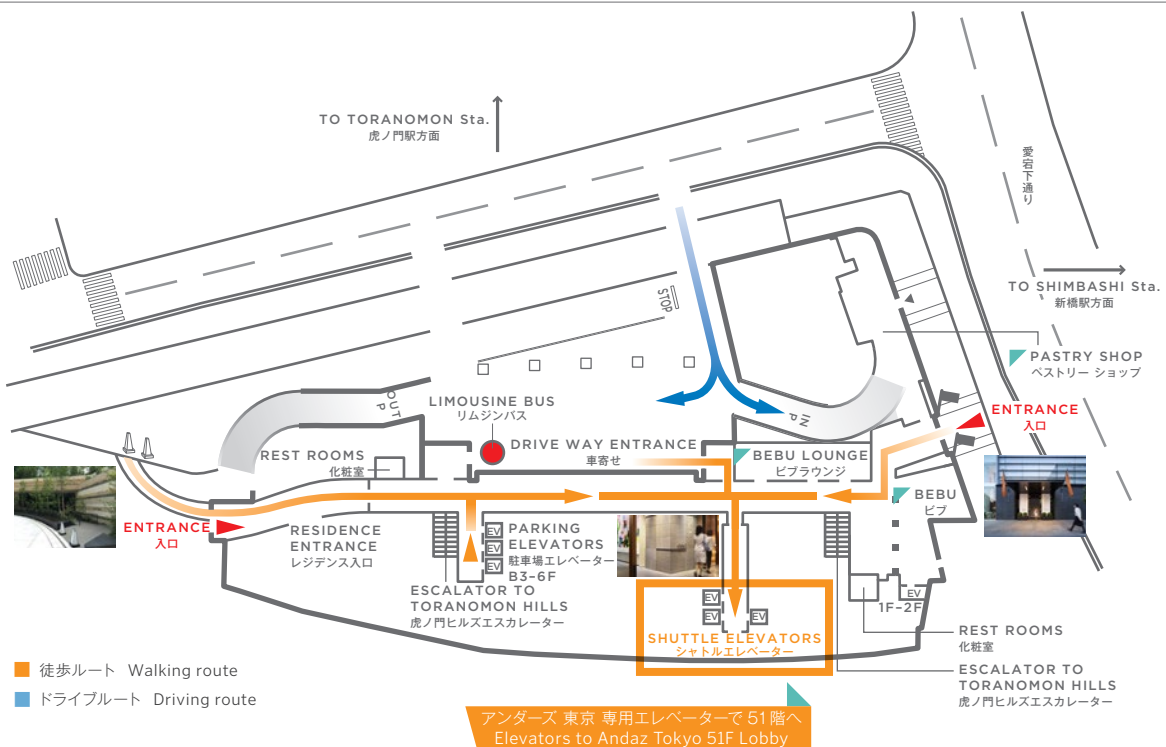 TO TORANOMON Sta.
虎ノ門駅方面
愛宕下通り
TO SHIMBASHI Sta.
新橋駅方面
STOP
PASTRY SHOP
ペストリー ショップ
OUT
P
LIMOUSINE BUS
リムジンバス
IN
P
ENTRANCE
入口
DRIVE WAY ENTRANCE
車寄せ
REST ROOMS
化粧室
BEBU LOUNGE
ビブラウンジ
BEBU
ビブ
ENTRANCE
入口
RESIDENCE
ENTRANCE
レジデンス入口
EV
EV
EV
PARKING
ELEVATORS
駐車場エレベーター
B3-6F
ESCALATOR TO
TORANOMON HILLS
虎ノ門ヒルズエスカレーター
EV
EV
EV
SHUTTLE ELEVATORS
シャトルエレベーター
EV
1F-2F
REST ROOMS
化粧室
ESCALATOR TO
TORANOMON HILLS
虎ノ門ヒルズエスカレーター
徒歩ルート Walking route
ドライブルート Driving route
アンダーズ 東京 専用エレベーターで 51 階へ
Elevators to Andaz Tokyo 51F Lobby